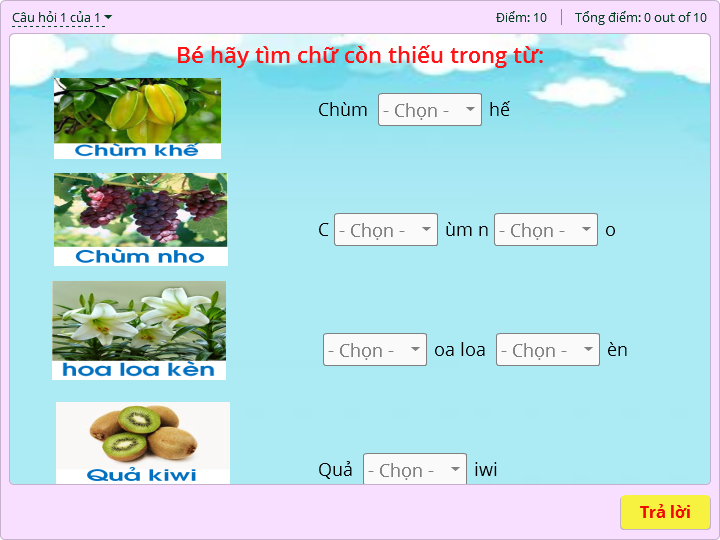 Câu hỏi 1 của 1
Điểm: 10
Tổng điểm: 0 out of 10
Bé hãy tìm chữ còn thiếu trong từ:
Chùm khế
Chùm - Chọn - hế
Chùm nho
C - Chọn - ùm n - Chọn - o
hoa loa kèn
- Chọn - oa loa - Chọn - èn
Quả kiwi
Quả - Chọn - iwi
Trả lời